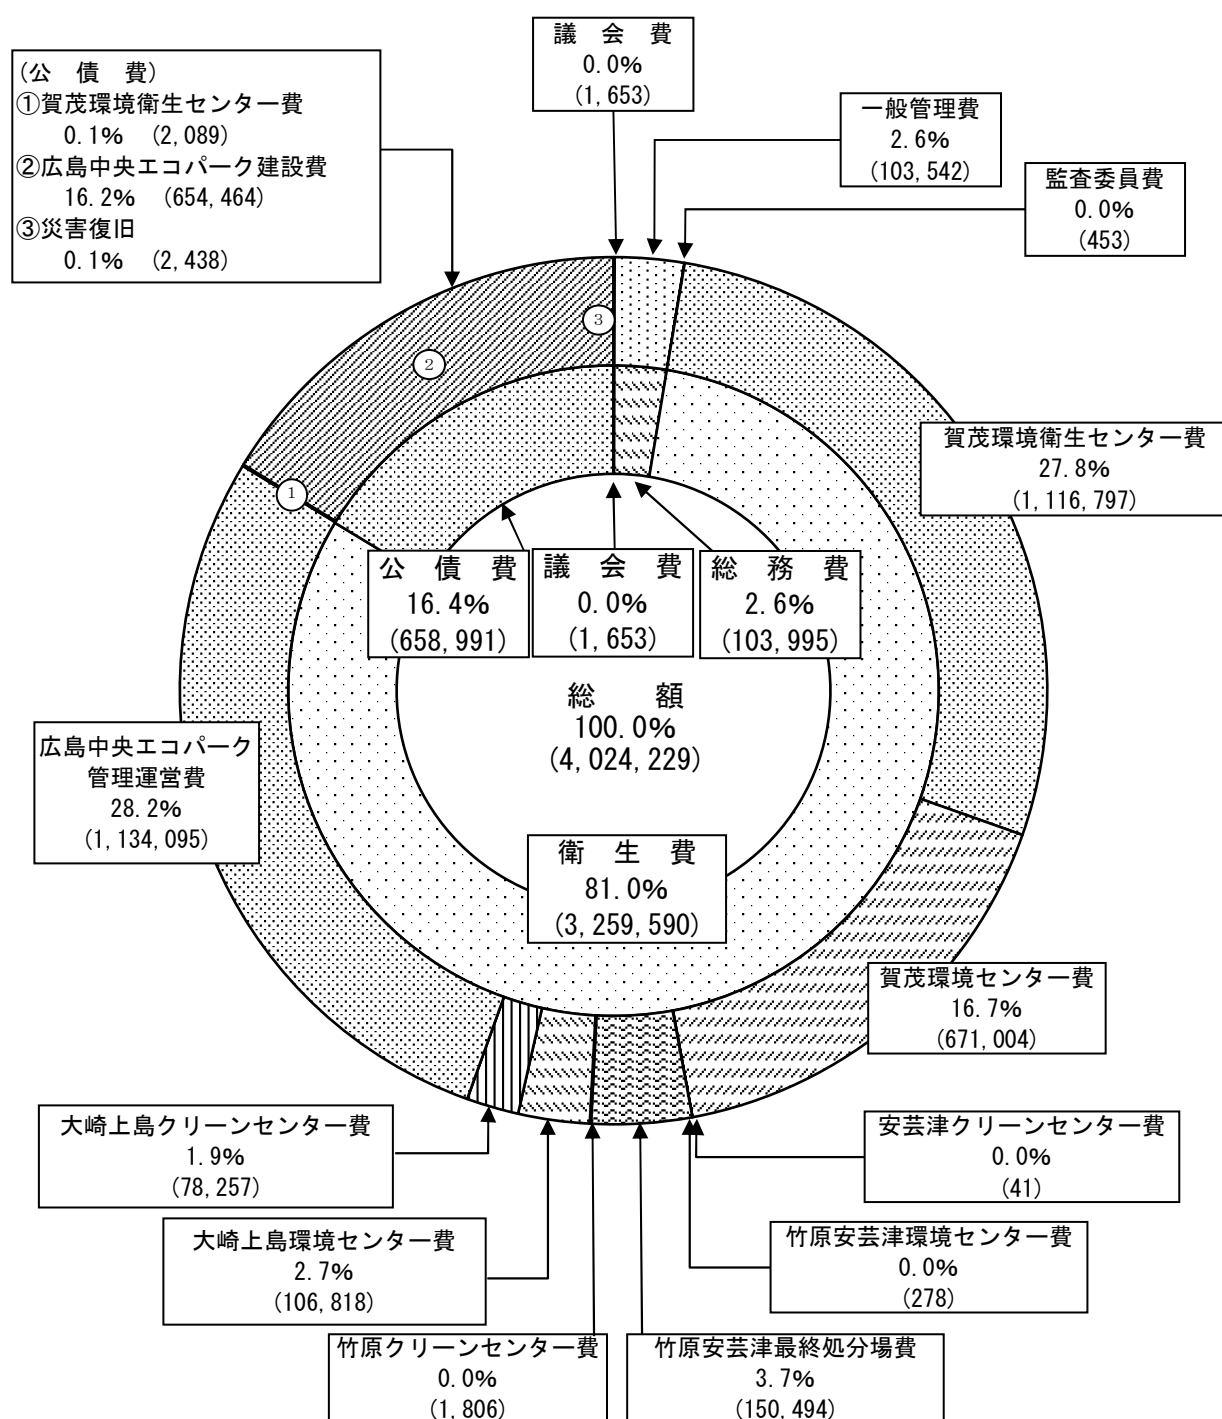 議　会　費
0.0%
(1,653)
(公　債　費)
①賀茂環境衛生センター費
0.1%　(2,089)
②広島中央エコパーク建設費
16.2%　(654,464)
③災害復旧
0.1%　(2,438)
一般管理費
2.6%
(103,542)
監査委員費
0.0%
(453)
③
②
①
賀茂環境衛生センター費
27.8%
(1,116,797)
公　債　費
16.4%
(658,991)
議　会　費
0.0%
(1,653)
総　務　費
2.6%
(103,995)
総　　額
100.0%
(4,024,229)
広島中央エコパーク
管理運営費
28.2%
(1,134,095)
衛　生　費
81.0%
(3,259,590)
賀茂環境センター費
16.7%
(671,004)
大崎上島クリーンセンター費
1.9%
(78,257)
安芸津クリーンセンター費
0.0%
(41)
大崎上島環境センター費
2.7%
(106,818)
竹原安芸津環境センター費
0.0%
(278)
竹原クリーンセンター費
0.0%
(1,806)
竹原安芸津最終処分場費
3.7%
(150,494)